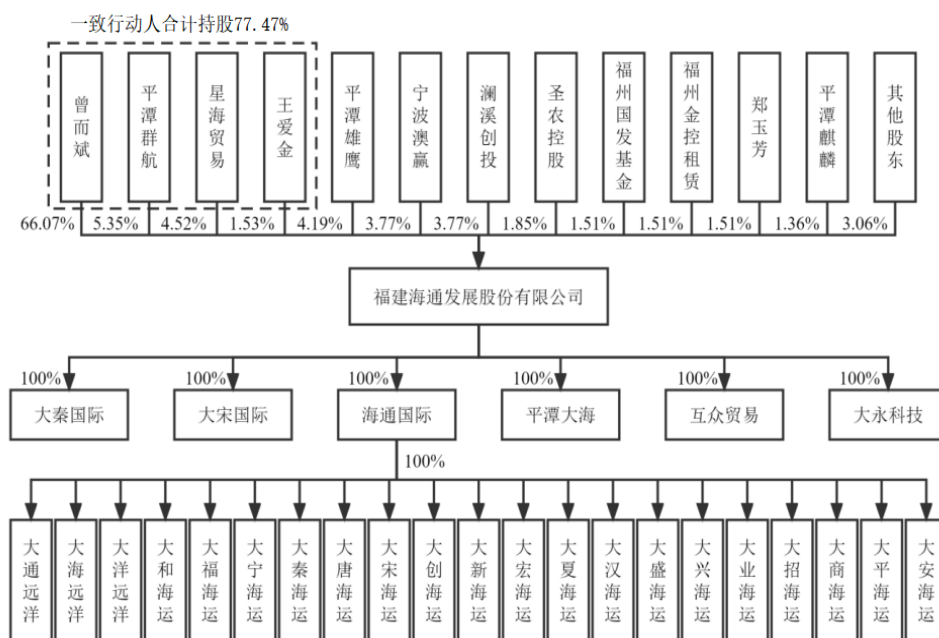 一致行动人合计持股77.47%
曾而斌
平潭群航
星海贸易
王爱金
平潭雄鹰
宁波澳赢
澜溪创投
圣农控股
福州国发基金
福州金控租赁
郑玉芳
平潭麒麟
其他股东
66.07%
5.35%
4.52%
1.53%
4.19%
3.77%
3.77%
1.85%
1.51%
1.51%
1.51%
1.36%
3.06%
福建海通发展股份有限公司
100%
100%
100%
100%
100%
100%
大秦国际
大宋国际
海通国际
平潭大海
互众贸易
大永科技
100%
大通远洋
大海远洋
大洋远洋
大和海运
大福海运
大宁海运
大秦海运
大唐海运
大宋海运
大创海运
大新海运
大宏海运
大夏海运
大汉海运
大盛海运
大兴海运
大业海运
大招海运
大商海运
大平海运
大安海运